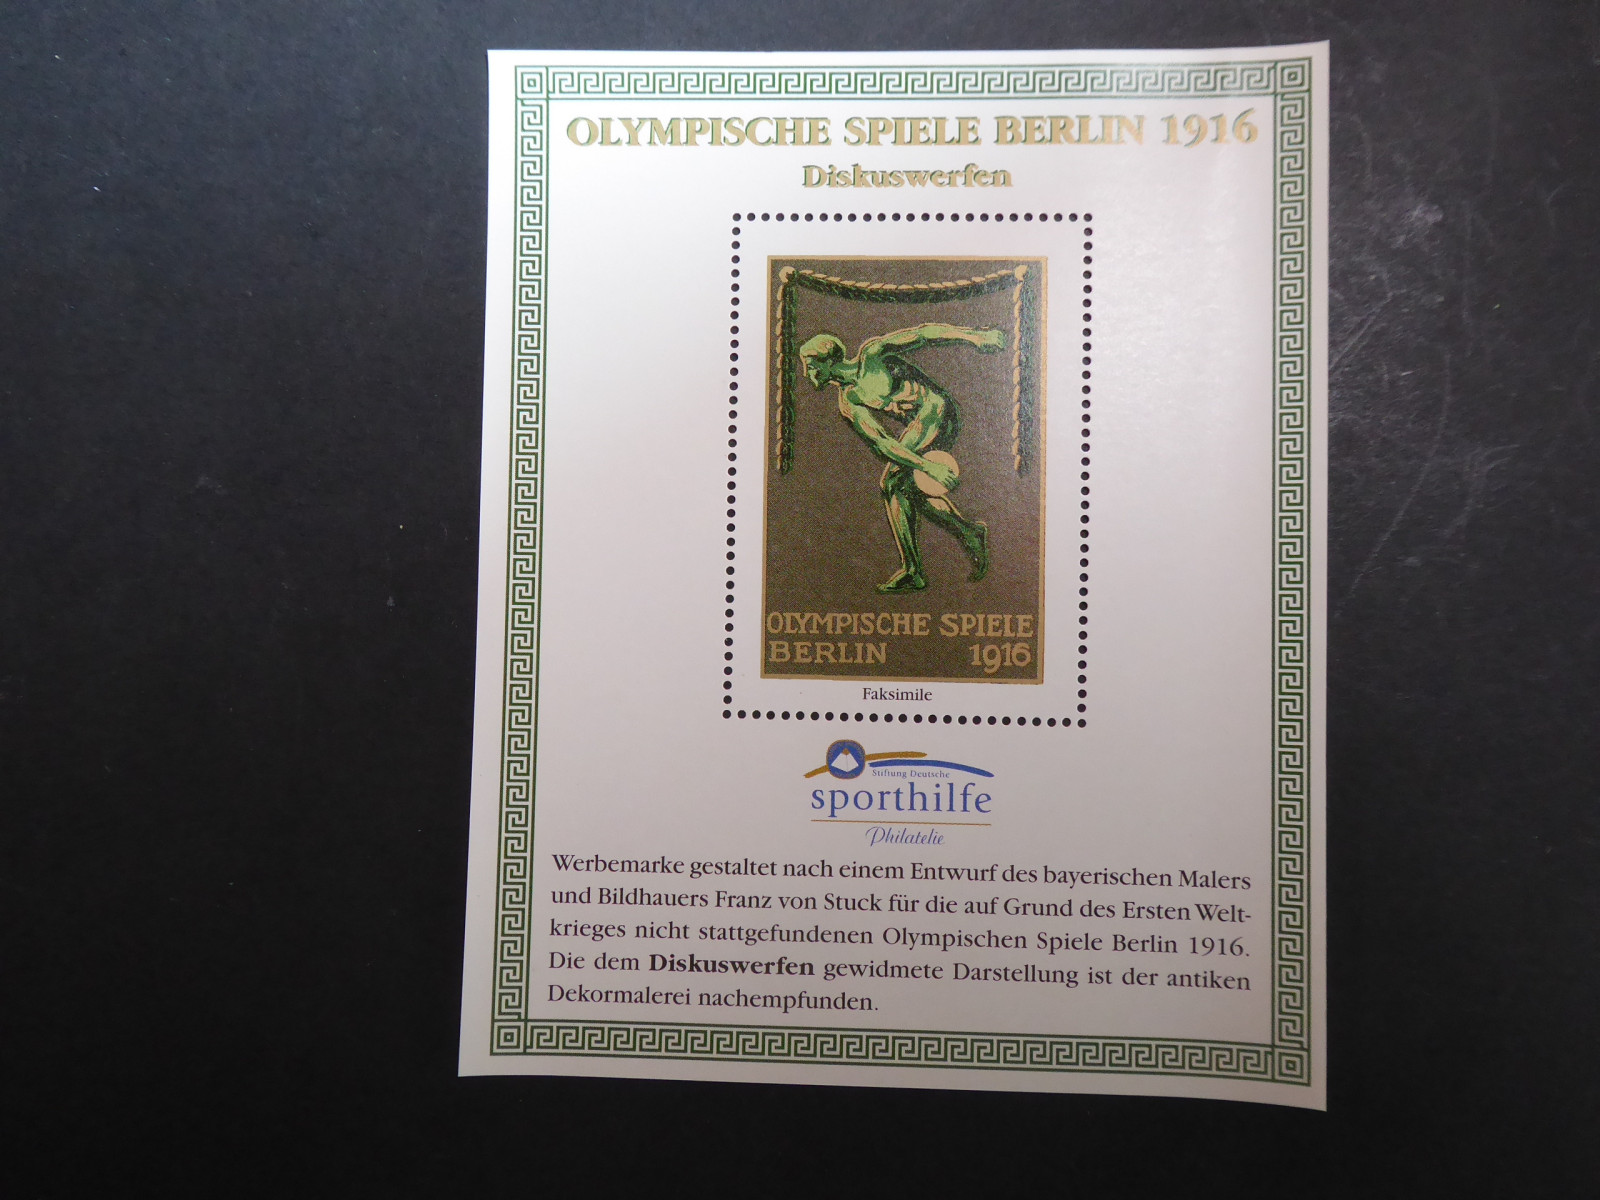 OLYMPISCHE SPIELE BERLIN 1916
Diskuswerfen
OLYMPISCHE SPIELE
BERLIN 1916
Faksimile
Stiftung Deutsche
sporthilfe
Philatelie
Werbemarke gestaltet nach einem Entwurf des bayerischen Malers
und Bildhauers Franz von Stuck für die auf Grund des Ersten Welt-
krieges nicht stattgefundenen Olympischen Spiele Berlin 1916.
Die dem Diskuswerfen gewidmete Darstellung ist der antiken
Dekormalerei nachempfunden.